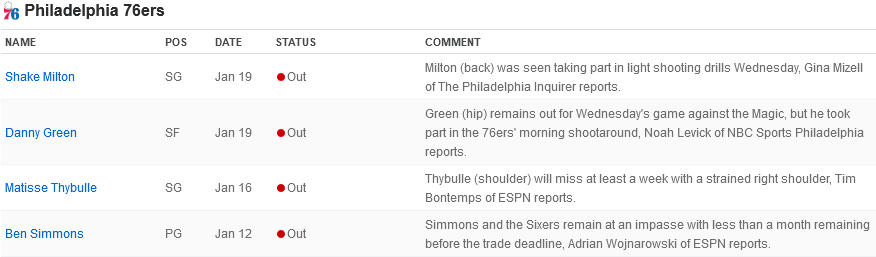 76 Philadelphia 76ers
NAME POS DATE STATUS COMMENT
Shake Milton SG Jan 19 Out Milton (back) was seen taking part in light shooting drills Wednesday, Gina Mizell
of The Philadelphia Inquirer reports.
Danny Green SF Jan 19 Out Green (hip) remains out for Wednesday's game against the Magic, but he took
part in the 76ers' morning shootaround, Noah Levick of NBC Sports Philadelphia
reports.
Matisse Thybulle SG Jan 16 Out Thybulle (shoulder) will miss at least a week with a strained right shoulder, Tim
Bontemps of ESPN reports.
Ben Simmons PG Jan 12 Out Simmons and the Sixers remain at an impasse with less than a month remaining
before the trade deadline, Adrian Wojnarowski of ESPN reports.